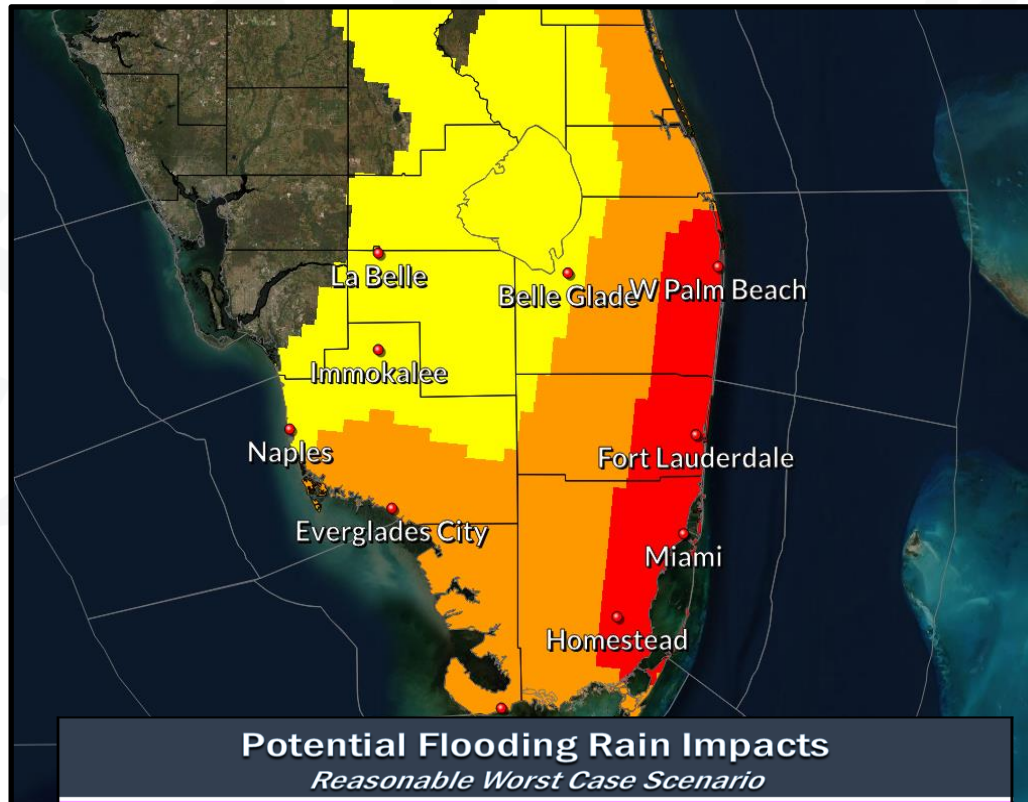 La Belle
Belle Glade
W Palm Beach
Immokalee
Naples
Fort Lauderdale
Everglades City
Miami
Homestead
Potential Flooding Rain Impacts
Reasonable Worst Case Scenario